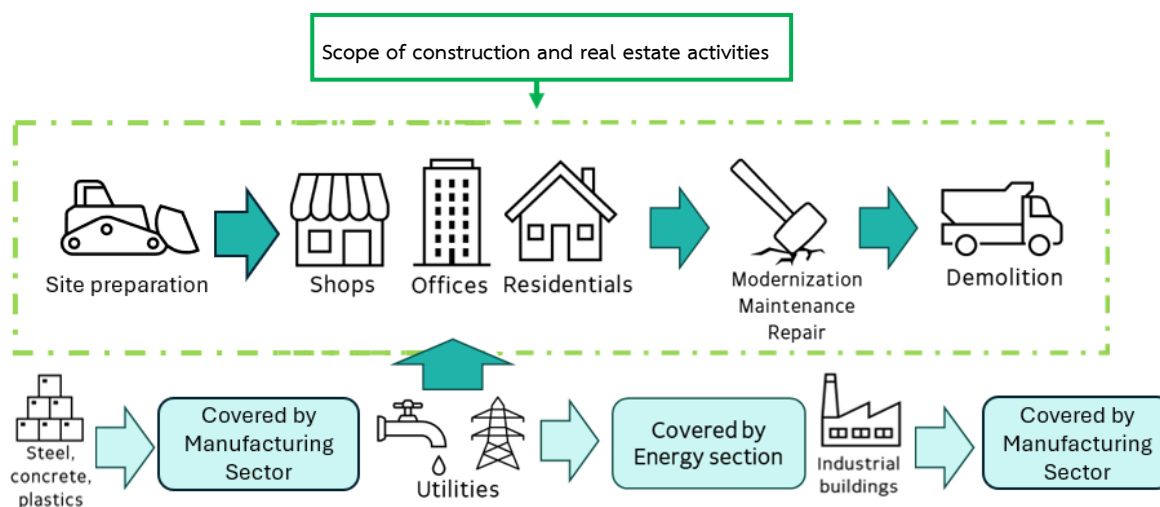 Scope of construction and real estate activities
Site preparation
Shops
Offices
Residentials
Modernization
Maintenance
Repair
Demolition
Steel,
concrete,
plastics
Covered by
Manufacturing
Sector
Utilities
Covered by
Energy section
Industrial
buildings
Covered by
Manufacturing
Sector